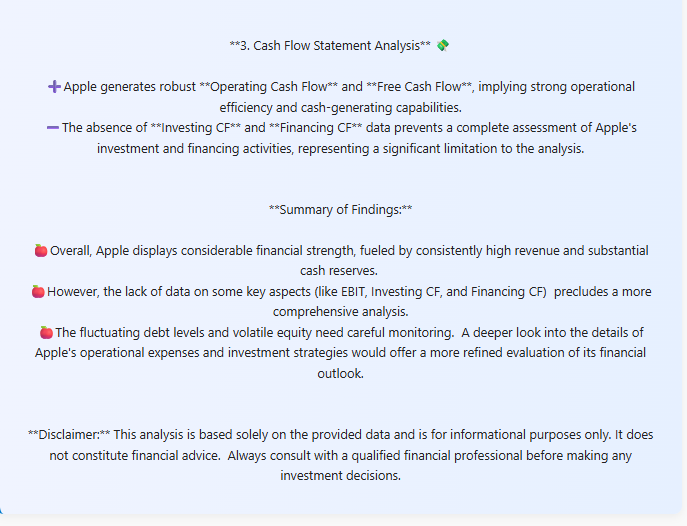 **3. Cash Flow Statement Analysis** 💸
➕Apple generates robust **Operating Cash Flow** and **Free Cash Flow**, implying strong operational
efficiency and cash-generating capabilities.
➖The absence of **Investing CF** and **Financing CF** data prevents a complete assessment of Apple's
investment and financing activities, representing a significant limitation to the analysis.
**Summary of Findings:**
🍎Overall, Apple displays considerable financial strength, fueled by consistently high revenue and substantial
cash reserves.
🍎However, the lack of data on some key aspects (like EBIT, Investing CF, and Financing CF)  precludes a more
comprehensive analysis.
🍎The fluctuating debt levels and volatile equity need careful monitoring.  A deeper look into the details of
Apple's operational expenses and investment strategies would offer a more refined evaluation of its financial
outlook.
**Disclaimer:** This analysis is based solely on the provided data and is for informational purposes only. It does
not constitute financial advice.  Always consult with a qualified financial professional before making any
investment decisions.